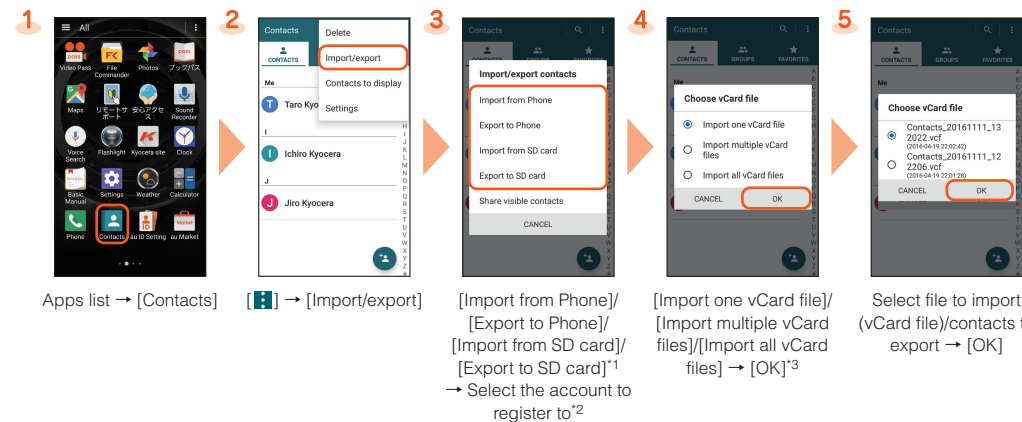 1
All
Video Pass
File Commander
Photos
pass
ブックパス
Maps
リモートサポート
安心アクセス
Sound Recorder
Voice Search
Flashlight
Kyocera site
Clock
MANUAL
Basic Manual
Settings
Weather
Calculator
Phone
Contacts
au ID Setting
Market
au Market
Apps list → [Contacts]
2
Contacts
CONTACTS
Delete
Import/export
Contacts to display
Settings
Me
T
Taro Kyo
I
I
Ichiro Kyocera
J
J
Jiro Kyocera
H
I
J
K
L
M
N
O
P
Q
R
S
T
U
V
W
X
Y
Z
#
[⋮] → [Import/export]
3
Contacts
CONTACTS
GROUPS
FAVORITES
Import/export contacts
Import from Phone
Export to Phone
Import from SD card
Export to SD card
Share visible contacts
CANCEL
[Import from Phone]/
[Export to Phone]/
[Import from SD card]/
[Export to SD card]*1
→ Select the account to
register to*2
4
Contacts
CONTACTS
GROUPS
FAVORITES
Me
Choose vCard file
Import one vCard file
Import multiple vCard
files
Import all vCard files
CANCEL
OK
[Import one vCard file]/
[Import multiple vCard
files]/[Import all vCard
files] → [OK]*3
5
Contacts
CONTACTS
GROUPS
FAVORITES
Me
Choose vCard file
Contacts_20161111_13
2022.vcf
(2016-04-19 22:02:42)
Contacts_20161111_12
2206.vcf
(2016-04-19 22:01:28)
CANCEL
OK
Select file to import
(vCard file)/contacts t
export → [OK]